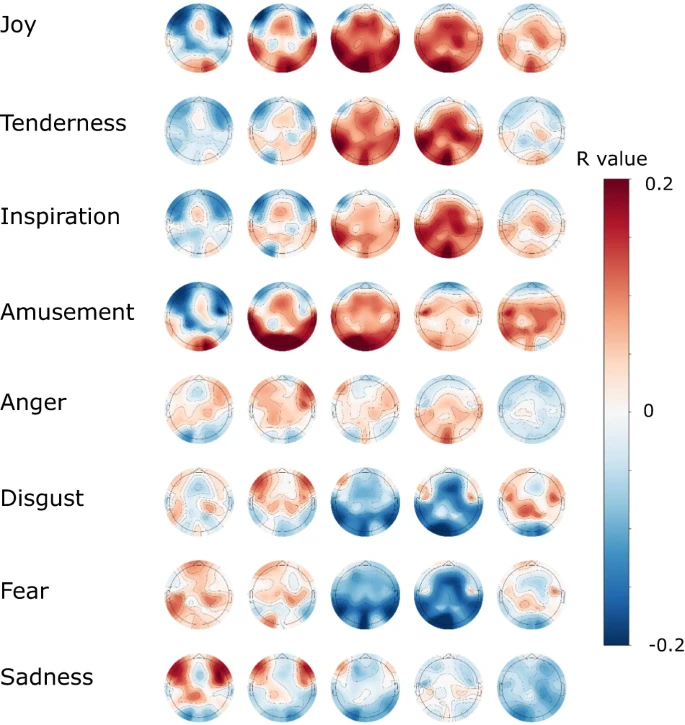 Joy
Tenderness
R value
0.2
Inspiration
Amusement
Anger
0
Disgust
Fear
-0.2
Sadness